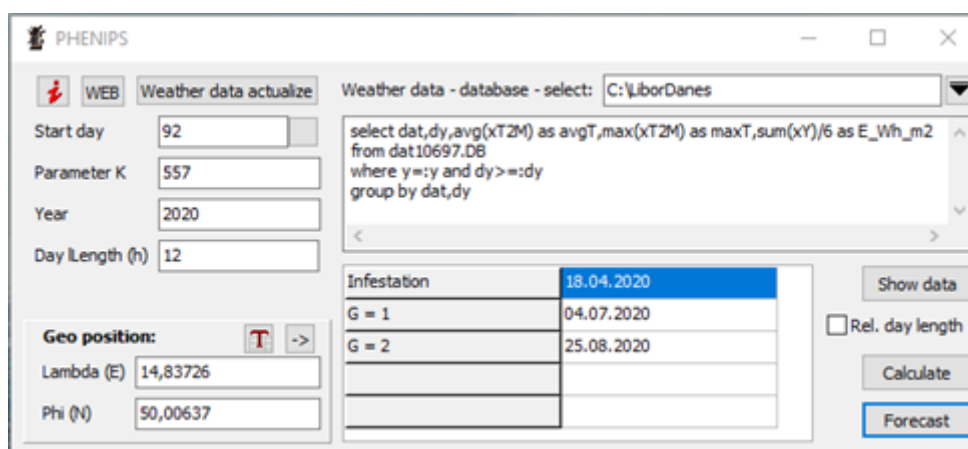 PHENIPS
WEB Weather data actualize
Start day 92
Parameter K 557
Year 2020
Day lLength (h) 12
Geo position: T ->
Lambda (E) 14,83726
Phi (N) 50,00637
Weather data - database - select: C:\LiborDanes
select dat,dy,avg(xT2M) as avgT,max(xT2M) as maxT,sum(xY)/6 as E_Wh_m2
from dat10697.DB
where y=:y and dy>=:dy
group by dat,dy
Infestation 18.04.2020
G = 1 04.07.2020
G = 2 25.08.2020
Show data
Rel. day length
Calculate
Forecast